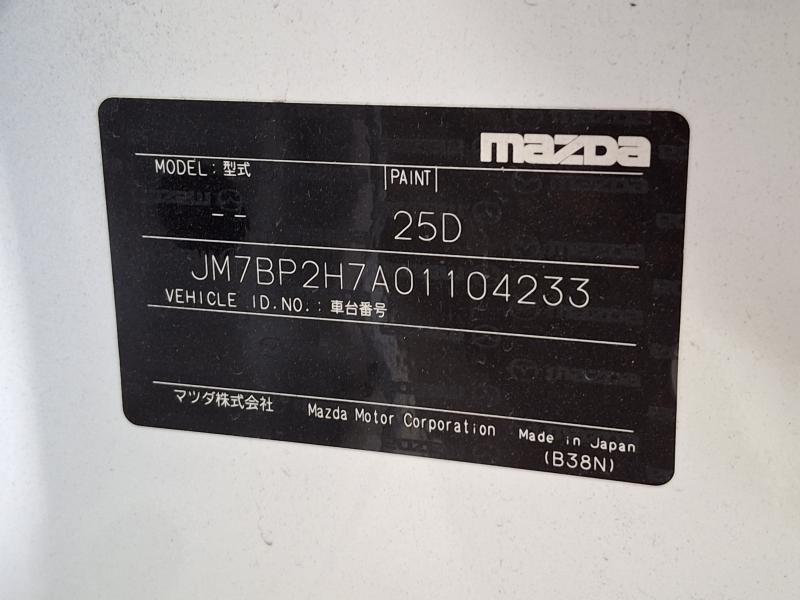 mazda
MODEL : 型式 PAINT
-- 25D
JM7BP2H7A01104233
VEHICLE ID.NO. : 車台番号
マツダ株式会社 Mazda Motor Corporation Made in Japan
(B38N)